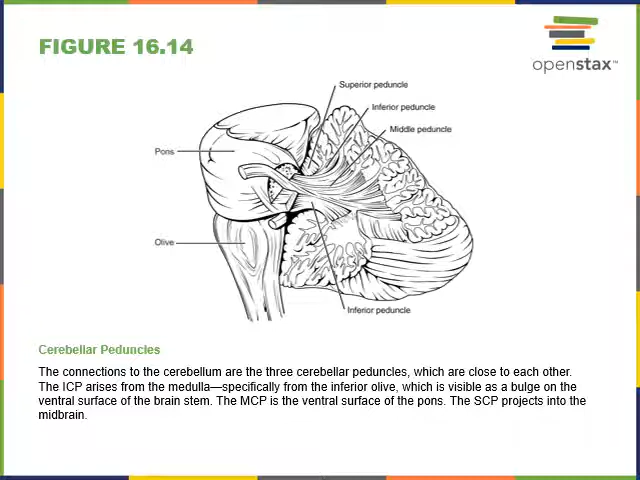 FIGURE 16.14
openstax™
Superior peduncle
Inferior peduncle
Middle peduncle
Pons
Olive
Inferior peduncle
Cerebellar Peduncles
The connections to the cerebellum are the three cerebellar peduncles, which are close to each other.
The ICP arises from the medulla—specifically from the inferior olive, which is visible as a bulge on the
ventral surface of the brain stem. The MCP is the ventral surface of the pons. The SCP projects into the
midbrain.